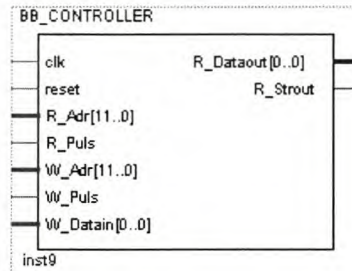 BB_CONTROLLER
clk
R_Dataout[0..0]
reset
R_Strout
R_Adr[11..0]
R_Puls
W_Adr[11..0]
W_Puls
W_Datain[0..0]
inst9